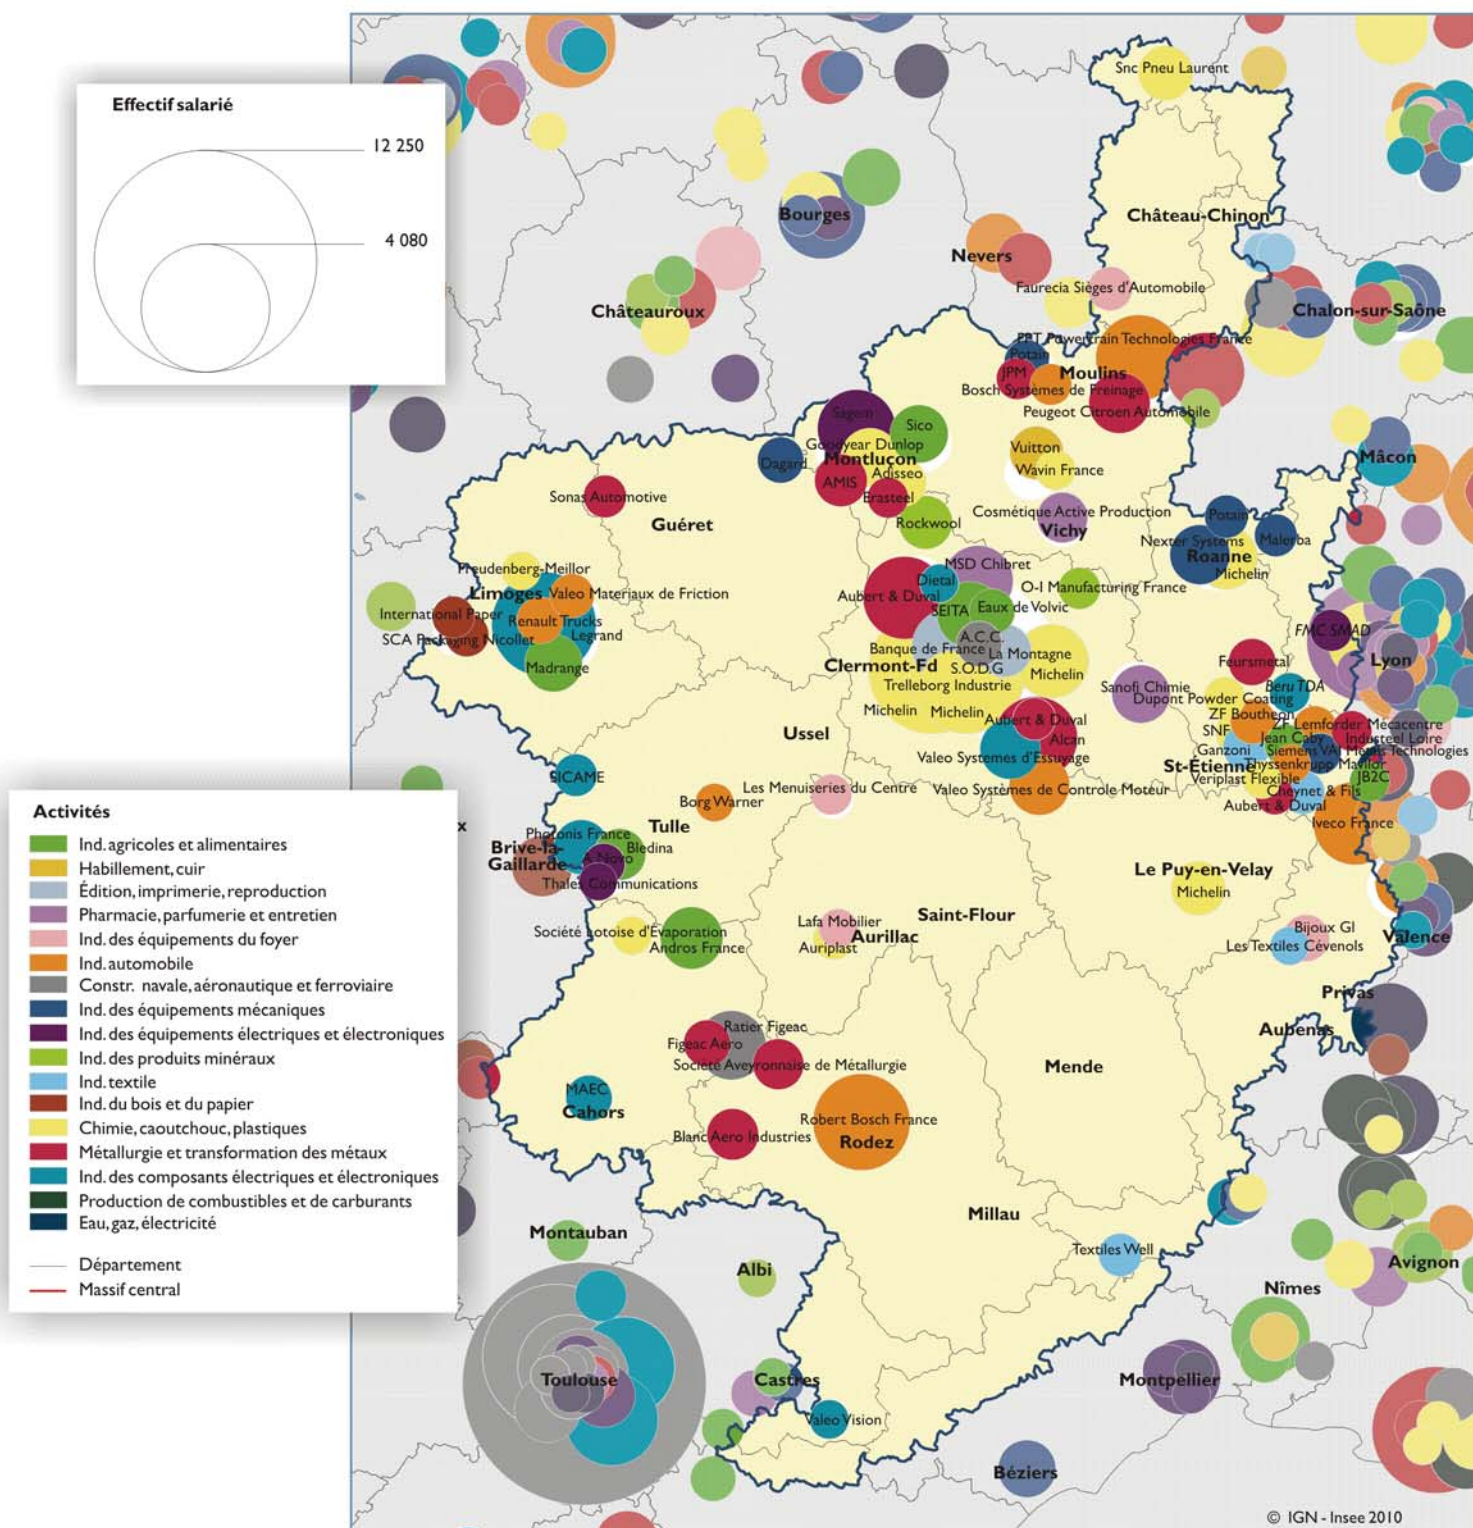 Effectif salarié
12 250
4 080
Snc Pneu Laurent
Bourges
Château-Chinon
Nevers
Faurecia Sièges d'Automobile
Châteauroux
Chalon-sur-Saône
PPT Powertrain Technologies France
Potain
JPM
Moulins
Bosch Systèmes de Freinage
Peugeot Citroen Automobile
Sagem
Sico
Goodyear Dunlop
Montluçon
Dagard
Adisseo
AMIS
Erasteel
Vuitton
Wavin France
Mâcon
Sonas Automotive
Guéret
Rockwool
Cosmétique Active Production
Vichy
Potain
Nexter Systems
Malerba
Roanne
Michelin
Freudenberg-Meillor
Limoges
Valeo Materiaux de Friction
International Paper
Renault Trucks
SCA Packaging Nicollet
Legrand
Madrange
MSD Chibret
Dietal
Aubert & Duval
O-I Manufacturing France
SEITA
Eaux de Volvic
A.C.C.
Banque de France
La Montagne
Clermont-Fd
S.O.D.G
Michelin
Trelleborg Industrie
Michelin
Michelin
Aubert & Duval
Alcan
Valeo Systèmes d'Essuyage
Valeo Systèmes de Controle Moteur
FMC SMAD
Lyon
Feursmetal
Sanofi Chimie
Beru TDA
Dupont Powder Coating
ZF Boutheon
ZF Lemforder Mécacentre
SNF
Jean Caby
Industeel Loire
Ganzoni
Siemens VAI Metals Technologies
St-Étienne
Thyssenkrupp Mavilor
Veriplast Flexible
JB2C
Cheynet & Fils
Aubert & Duval
Iveco France
Ussel
SICAME
Borg Warner
Les Menuiseries du Centre
Tulle
Photonis France
Brive-la-
Gaillarde
Bledina
A Novo
Thales Communications
Le Puy-en-Velay
Michelin
Société Lotoise d'Évaporation
Andros France
Lafa Mobilier
Saint-Flour
Aurillac
Auriplast
Bijoux GI
Les Textiles Cévenols
Valence
Privas
Aubenas
Ratier Figeac
Figeac Aero
Société Aveyronnaise de Métallurgie
Mende
MAEC
Cahors
Blanc Aero Industries
Robert Bosch France
Rodez
Millau
Textiles Well
Montauban
Albi
Avignon
Nîmes
Toulouse
Castres
Montpellier
Valeo Vision
Béziers
Activités
Ind. agricoles et alimentaires
Habillement, cuir
Édition, imprimerie, reproduction
Pharmacie, parfumerie et entretien
Ind. des équipements du foyer
Ind. automobile
Constr. navale, aéronautique et ferroviaire
Ind. des équipements mécaniques
Ind. des équipements électriques et électroniques
Ind. des produits minéraux
Ind. textile
Ind. du bois et du papier
Chimie, caoutchouc, plastiques
Métallurgie et transformation des métaux
Ind. des composants électriques et électroniques
Production de combustibles et de carburants
Eau, gaz, électricité
Département
Massif central
x
© IGN - Insee 2010